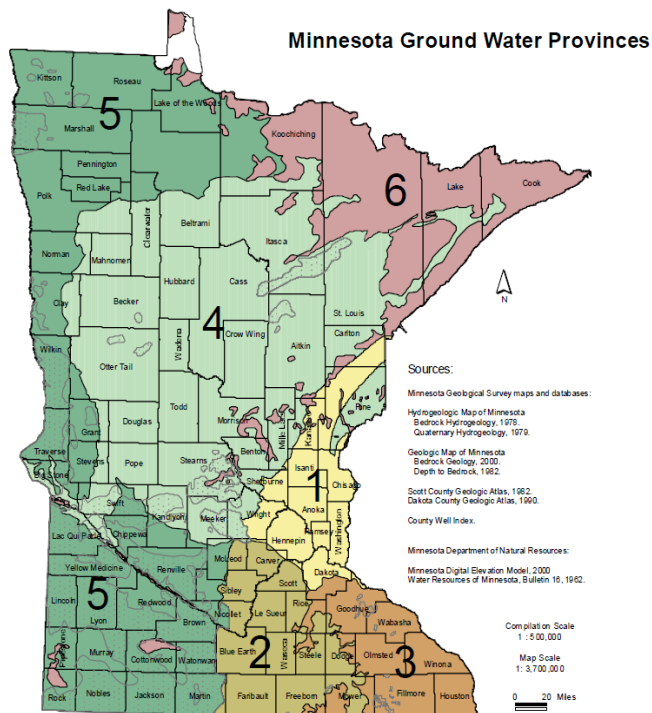 Minnesota Ground Water Provinces
Kittson
Roseau
Lake of the Woods
5
Marshall
Koochiching
Pennington
Red Lake
6
Lake
Cook
Polk
Clearwater
Beltrami
Itasca
Norman
Mahnomen
N
Hubbard
Cass
Clay
Becker
4
St. Louis
Wadena
Crow Wing
Carlton
Wilkin
Aitkin
Otter Tail
Sources:
Minnesota Geological Survey maps and databases:
Hydrogeologic Map of Minnesota
Bedrock Hydrogeology, 1978.
Quaternary Hydrogeology, 1979.
Geologic Map of Minnesota
Bedrock Geology, 2000.
Depth to Bedrock, 1982.
Scott County Geologic Atlas, 1982.
Dakota County Geologic Atlas, 1990.
County Well Index.
Minnesota Department of Natural Resources:
Minnesota Digital Elevation Model, 2000
Water Resources of Minnesota, Bulletin 16, 1962.
Compilation Scale
1 : 500,000
Map Scale
1: 3,700,000
0 20 Miles
Todd
Pine
Douglas
Morrison
Grant
Traverse
Benton
Stevens
Pope
Stearns
Isanti
1
Sherburne
Chisago
Swift
Anoka
Wright
Kandiyohi
Meeker
Ramsey
Washington
Hennepin
Lac Qui Parle
Chippewa
McLeod
Carver
Dakota
Yellow Medicine
Renville
Scott
Sibley
5
Lincoln
Lyon
Redwood
Nicollet
Le Sueur
Rice
Goodhue
Brown
Wabasha
Murray
Cottonwood
Watonwan
Blue Earth
2
Waseca
Steele
Dodge
Olmsted
3
Winona
Rock
Nobles
Jackson
Martin
Faribault
Freeborn
Mower
Fillmore
Houston